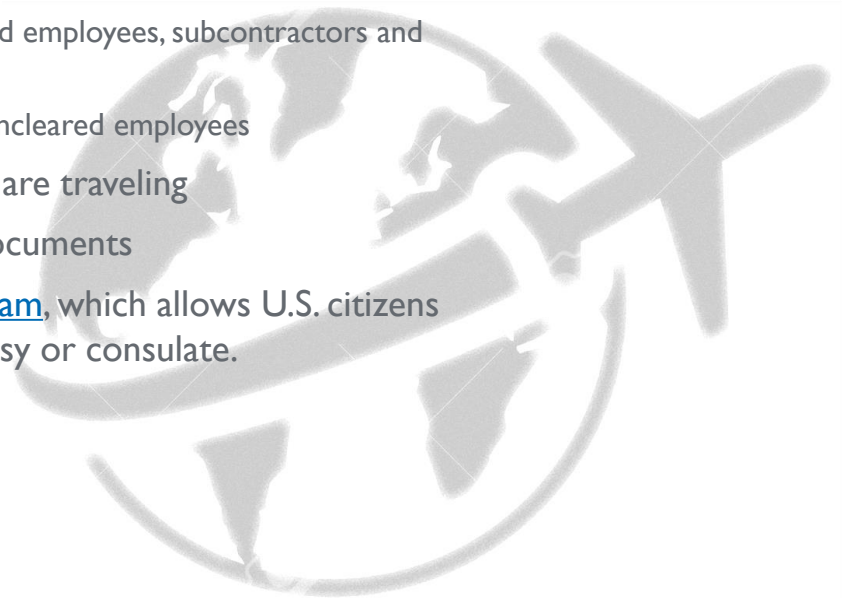 d employees, subcontractors and
ncleared employees
are traveling
ocuments
am, which allows U.S. citizens
sy or consulate.